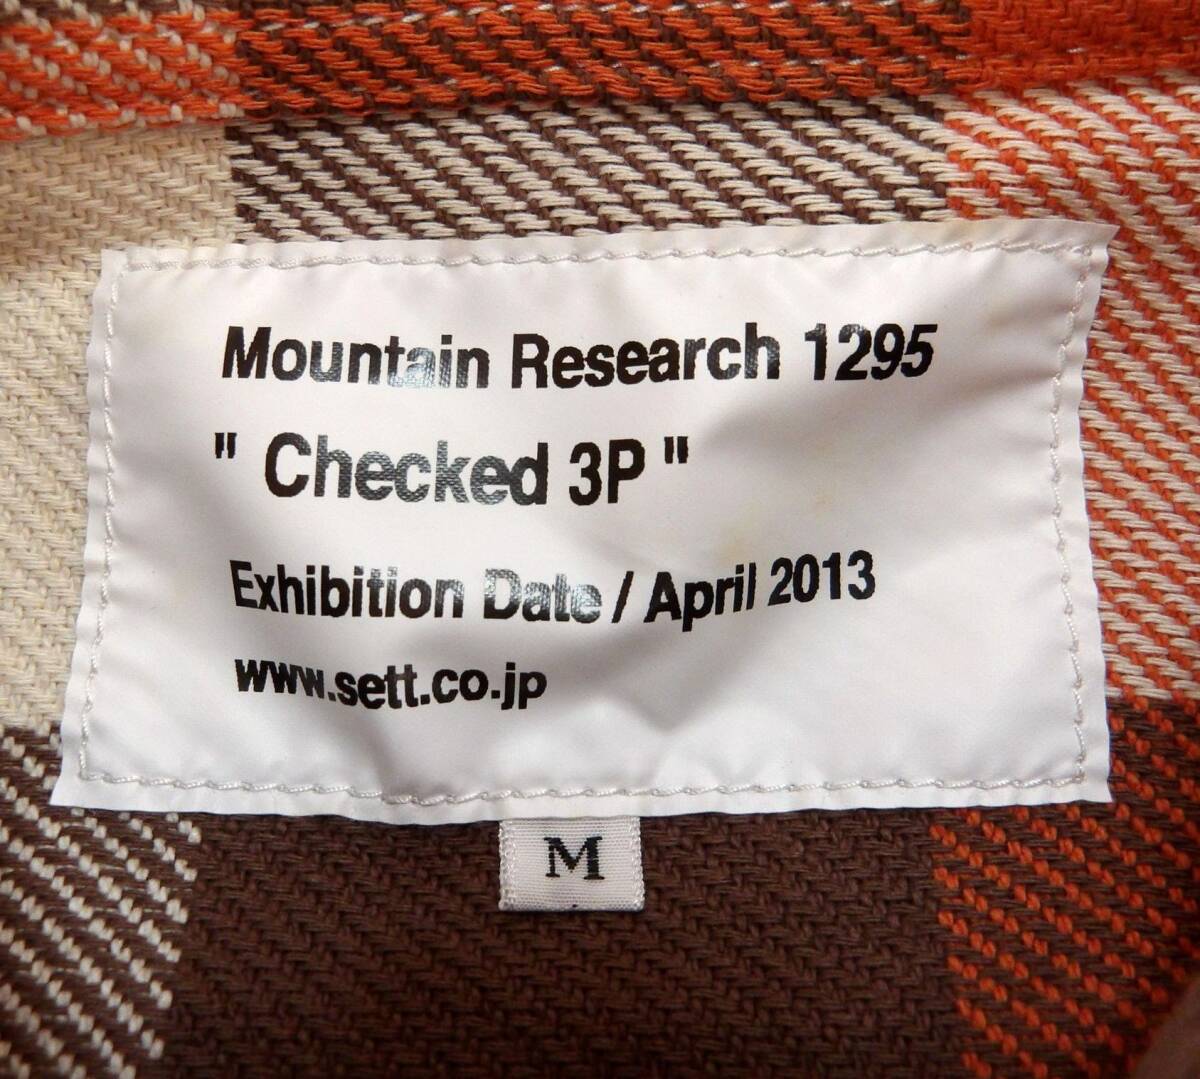 Mountain Research 1295
" Checked 3P "
Exhibition Date / April 2013
www.sett.co.jp
M